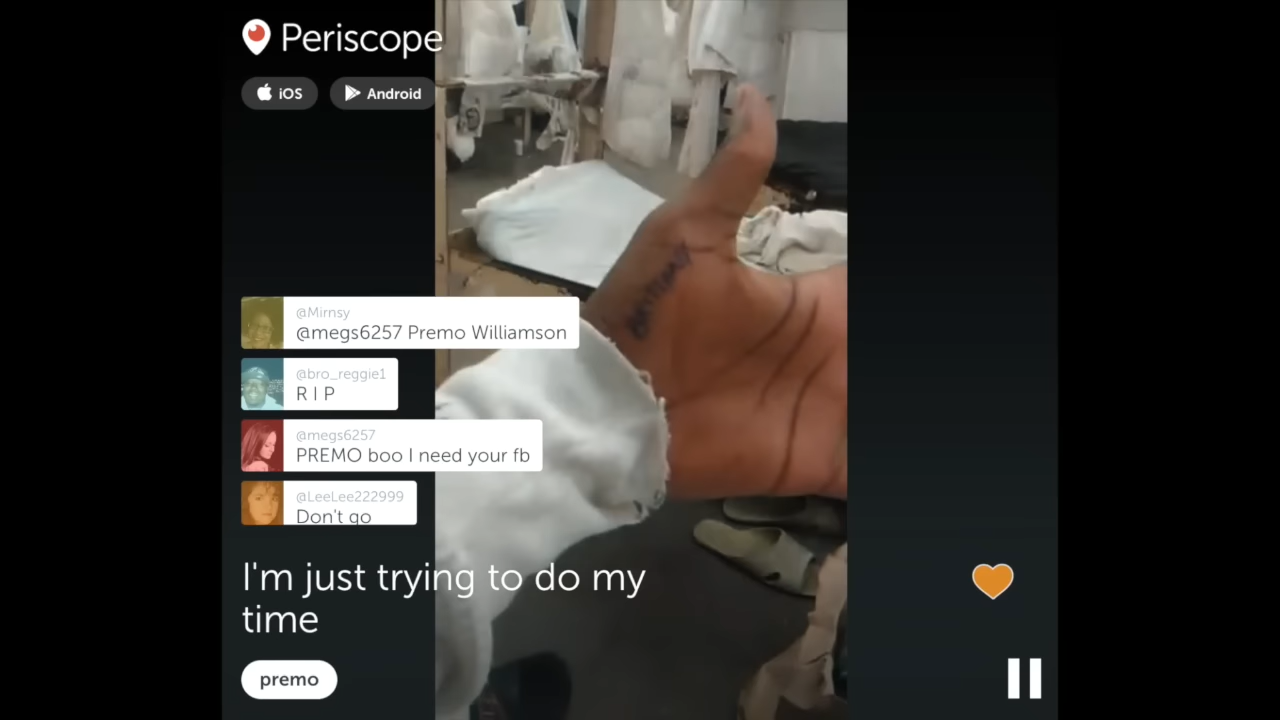 Periscope
iOS
Android
@Mirnsy
@megs6257 Premo Williamson
@bro_reggie1
R I P
@megs6257
PREMO boo I need your fb
@LeeLee222999
Don't go
I'm just trying to do my
time
premo